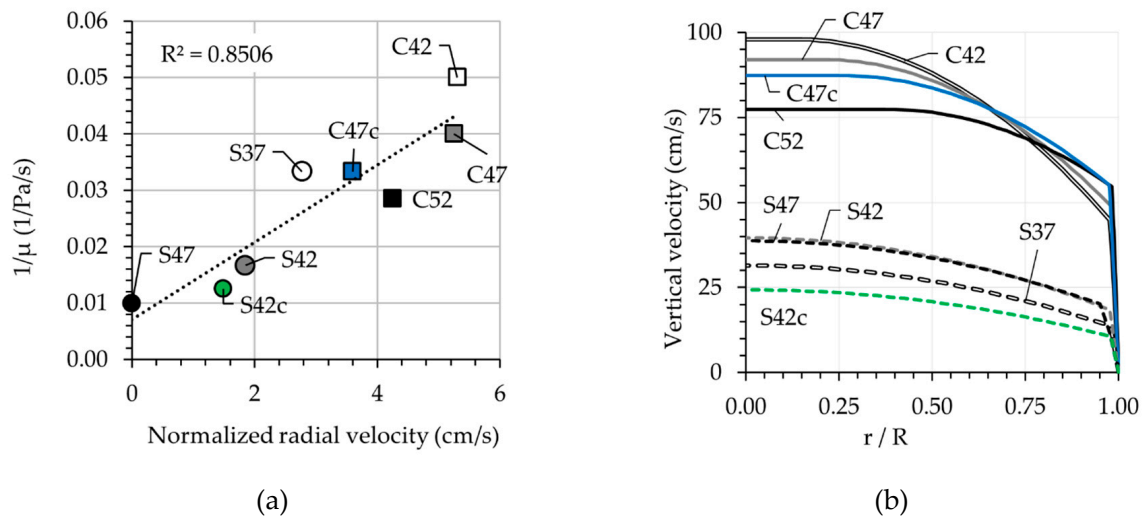 0.06
0.05
0.04
0.03
0.02
0.01
0.00
1/μ (1/Pa/s)
R² = 0.8506
C42
C47c
S37
C47
C52
S47
S42
S42c
0
2
4
6
Normalized radial velocity (cm/s)
(a)
100
75
50
25
0
Vertical velocity (cm/s)
C47
C42
C47c
C52
S47
S42
S37
S42c
0.00
0.25
0.50
0.75
1.00
r / R
(b)